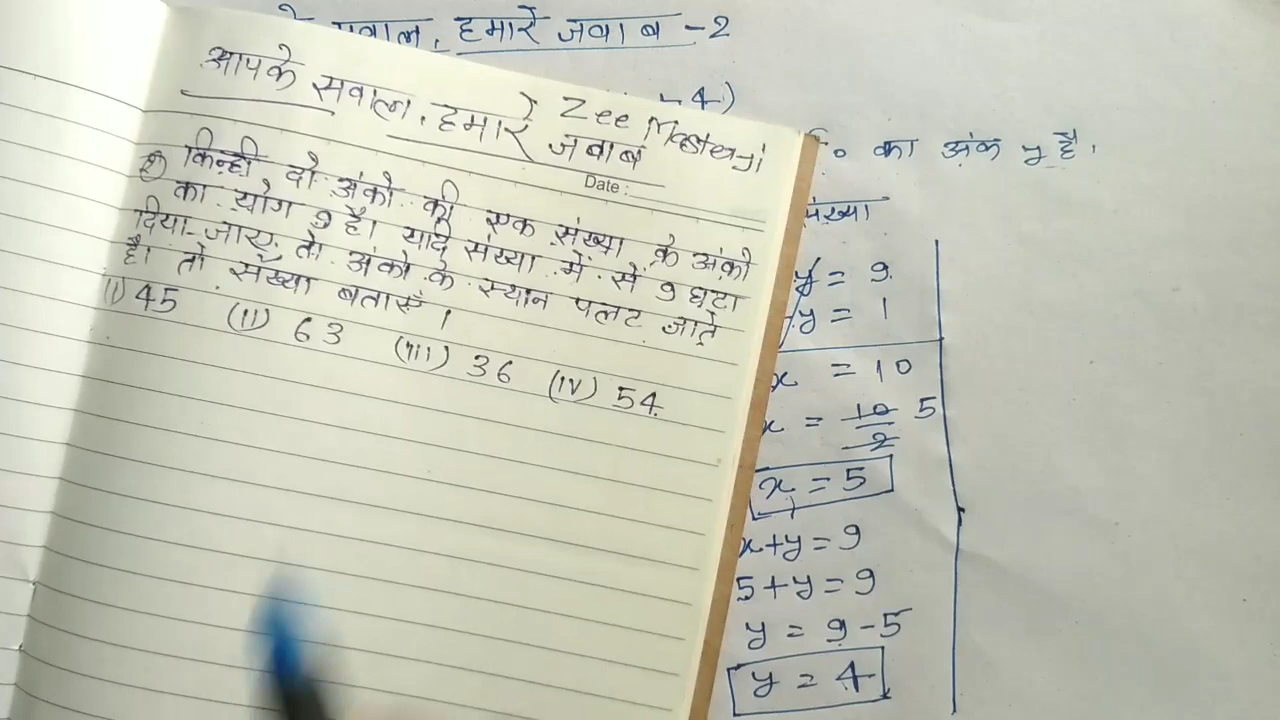 सवाल, हमारे जवाब -2
आपके सवाल, हमारे जवाब
Zee Masterji
Date:
किन्ही दो अंको की एक संख्या के अंको
का योग 9 है। यदि संख्या में से 9 घटा
दिया जाए तो अंको के स्थान पलट जाते
है। तो संख्या बताएं।
(i) 45 (ii) 63 (iii) 36 (iv) 54
-4)
का अंक y है।
संख्या
y = 9
y = 1
x = 10
x = 10/2 5
x = 5
x+y = 9
5+y = 9
y = 9-5
y = 4